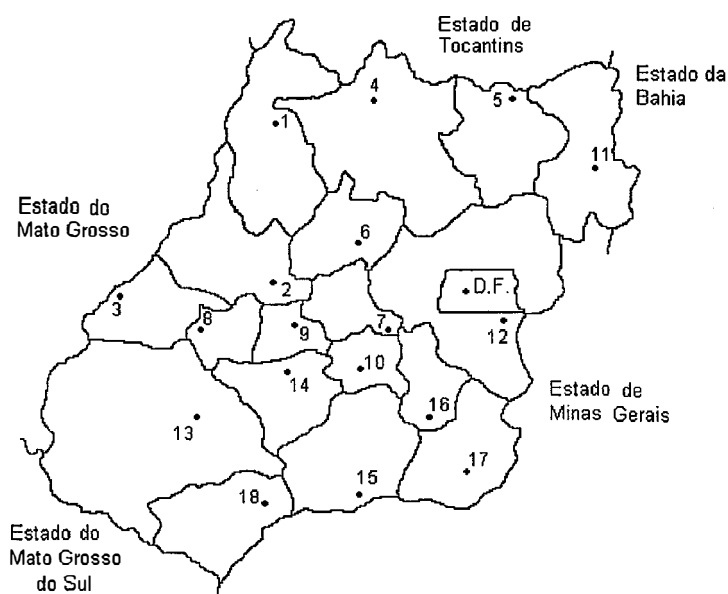 Estado de
Tocantins
Estado da
Bahia
4
5
1
11
Estado do
Mato Grosso
6
2
D.F.
3
8
9
7
12
10
14
Estado de
Minas Gerais
13
16
17
15
18
Estado do
Mato Grosso
do Sul